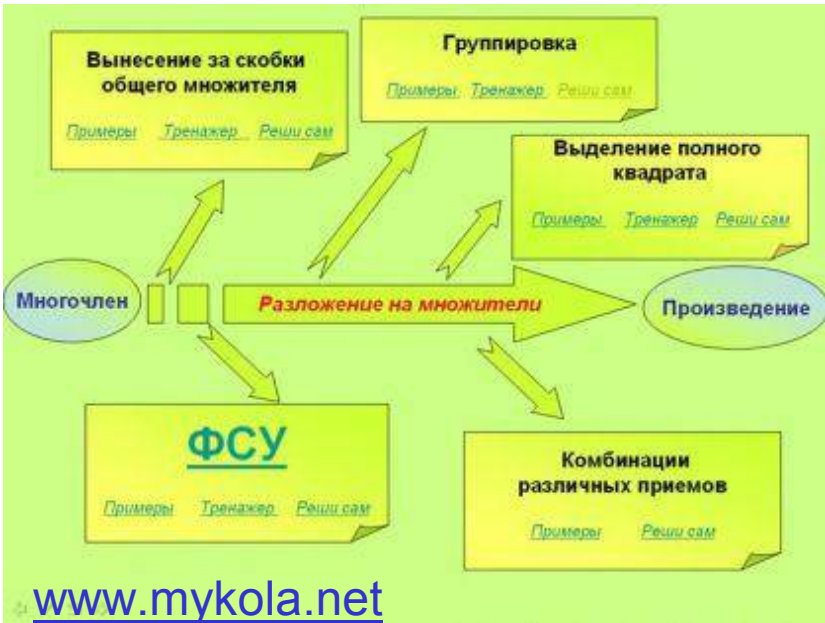 Вынесение за скобки
общего множителя
Примеры Тренажер Реши сам
Группировка
Примеры Тренажер Реши сам
Выделение полного
квадрата
Примеры Тренажер Реши сам
Многочлен
Разложение на множители
Произведение
ФСУ
Примеры Тренажер Реши сам
Комбинации
различных приемов
Примеры Реши сам
www.mykola.net